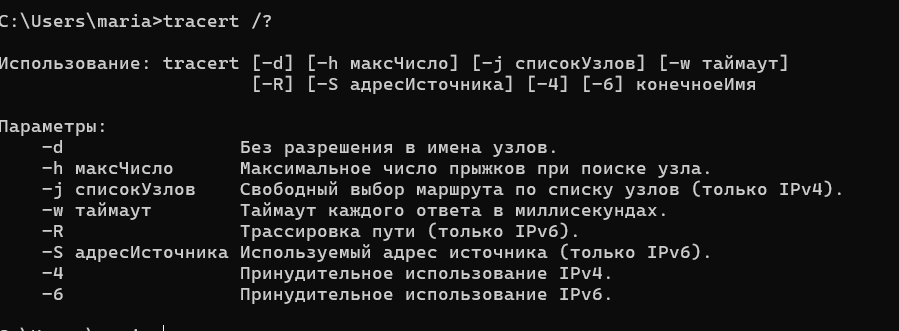 C:\Users\maria>tracert /?
Использование: tracert [-d] [-h максЧисло] [-j списокУзлов] [-w таймаут]
[-R] [-S адресИсточника] [-4] [-6] конечноеИмя
Параметры:
-d Без разрешения в имена узлов.
-h максЧисло Максимальное число прыжков при поиске узла.
-j списокУзлов Свободный выбор маршрута по списку узлов (только IPv4).
-w таймаут Таймаут каждого ответа в миллисекундах.
-R Трассировка пути (только IPv6).
-S адресИсточника Используемый адрес источника (только IPv6).
-4 Принудительное использование IPv4.
-6 Принудительное использование IPv6.